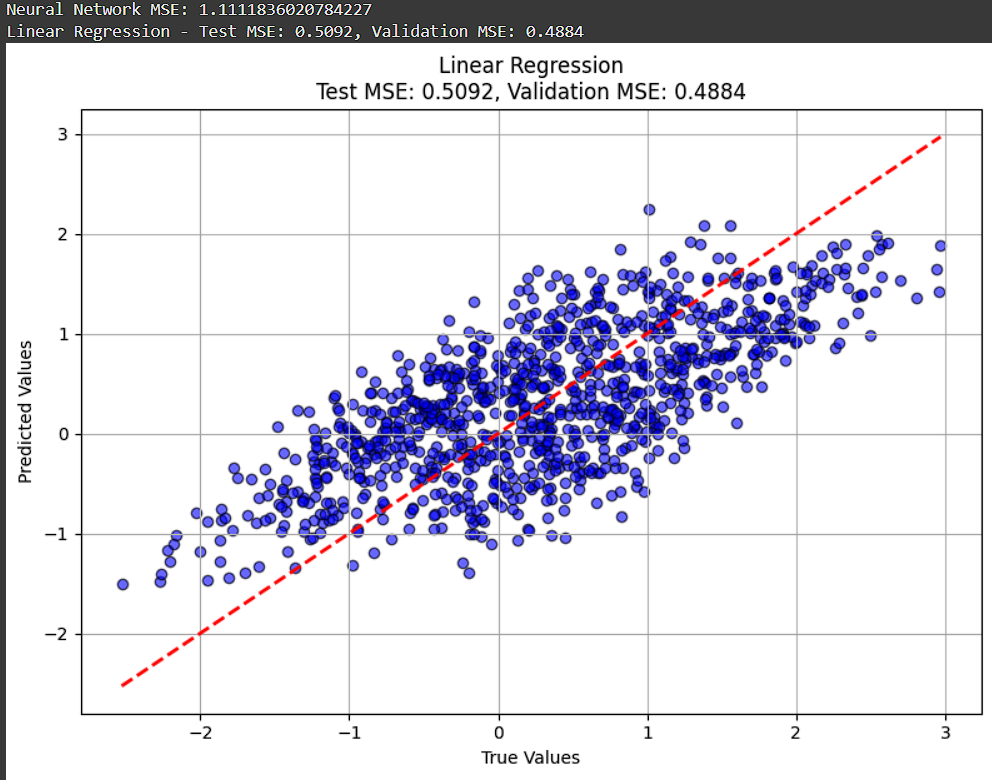 Neural Network MSE: 1.1111836020784227
Linear Regression - Test MSE: 0.5092, Validation MSE: 0.4884
Linear Regression
Test MSE: 0.5092, Validation MSE: 0.4884
3
2
1
0
−1
−2
Predicted Values
−2
−1
0
1
2
3
True Values